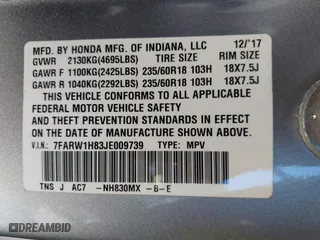 MFD. BY HONDA MFG. OF INDIANA, LLC 12/'17
GVWR 2130KG(4695LBS) TIRE SIZE RIM SIZE
GAWR F 1100KG(2425LBS) 235/60R18 103H 18X7.5J
GAWR R 1040KG(2292LBS) 235/60R18 103H 18X7.5J
THIS VEHICLE CONFORMS TO ALL APPLICABLE
FEDERAL MOTOR VEHICLE SAFETY AND
THEFT PREVENTION STANDARDS IN EFFECT ON
THE DATE OF MANUFACTURE SHOWN ABOVE.
V.I.N.: 7FARW1H83JE009739 TYPE: MPV
TNS J AC7 -NH830MX -B-E
© DREAMSTIME.COM